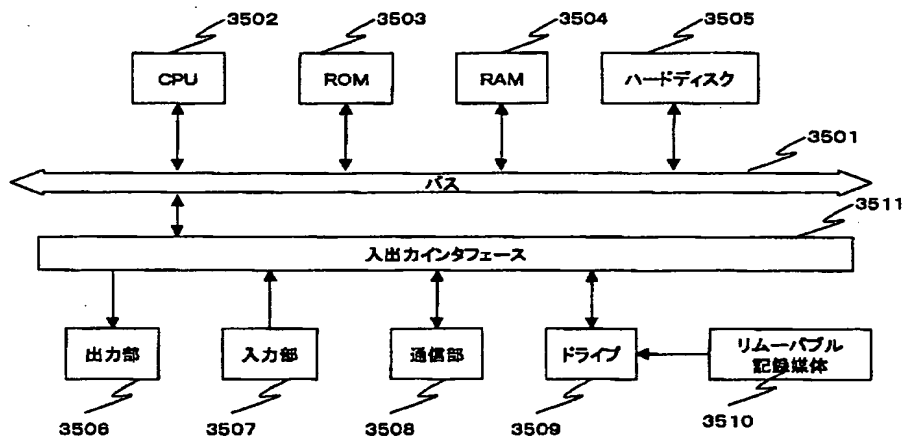 3502
3503
3504
3505
CPU
ROM
RAM
ハードディスク
3501
バス
3511
入出力インタフェース
出力部
入力部
通信部
ドライブ
リムーバブル
記録媒体
3506
3507
3508
3509
3510